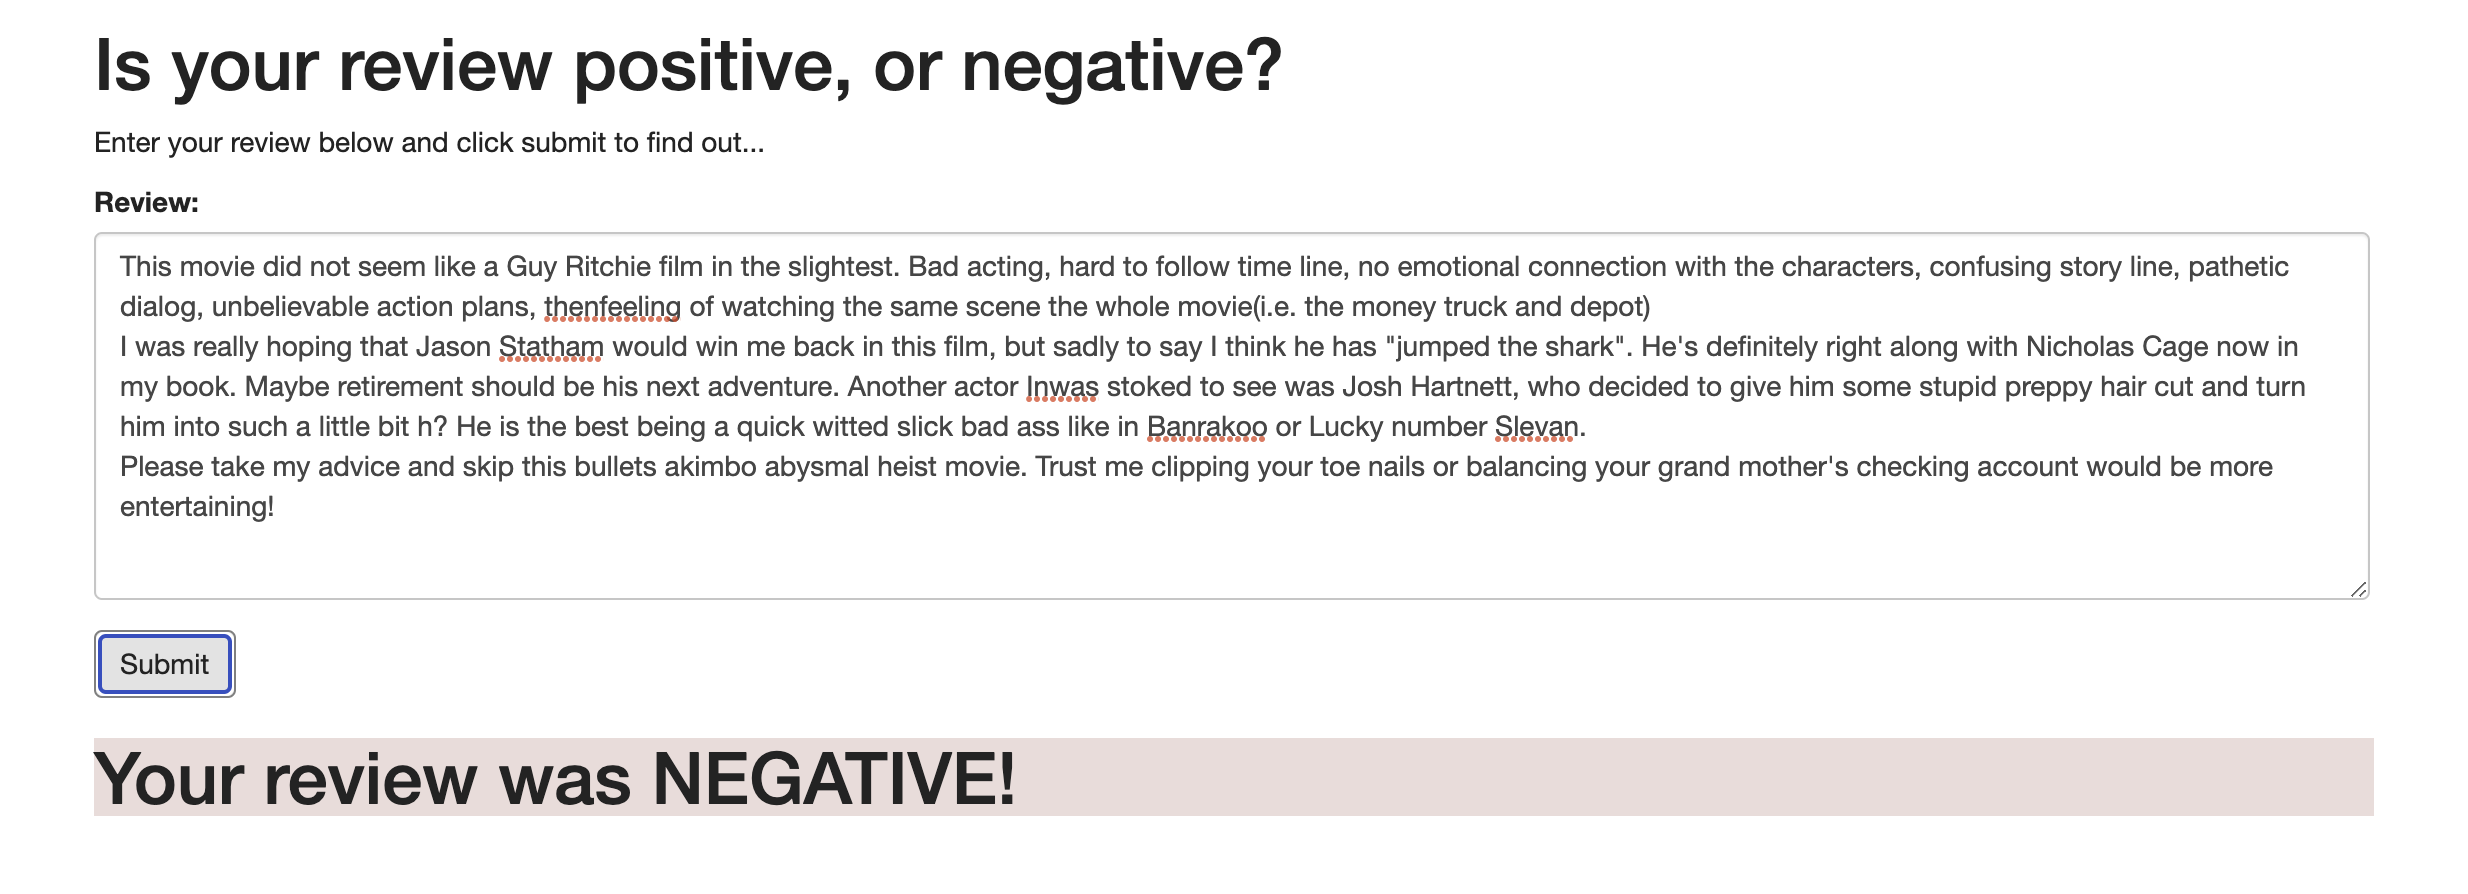 Is your review positive, or negative?
Enter your review below and click submit to find out...
Review:
This movie did not seem like a Guy Ritchie film in the slightest. Bad acting, hard to follow time line, no emotional connection with the characters, confusing story line, pathetic
dialog, unbelievable action plans, thenfeeling of watching the same scene the whole movie(i.e. the money truck and depot)
I was really hoping that Jason Statham would win me back in this film, but sadly to say I think he has "jumped the shark". He's definitely right along with Nicholas Cage now in
my book. Maybe retirement should be his next adventure. Another actor Inwas stoked to see was Josh Hartnett, who decided to give him some stupid preppy hair cut and turn
him into such a little bit h? He is the best being a quick witted slick bad ass like in Banrakoo or Lucky number Slevan.
Please take my advice and skip this bullets akimbo abysmal heist movie. Trust me clipping your toe nails or balancing your grand mother's checking account would be more
entertaining!
Submit
Your review was NEGATIVE!